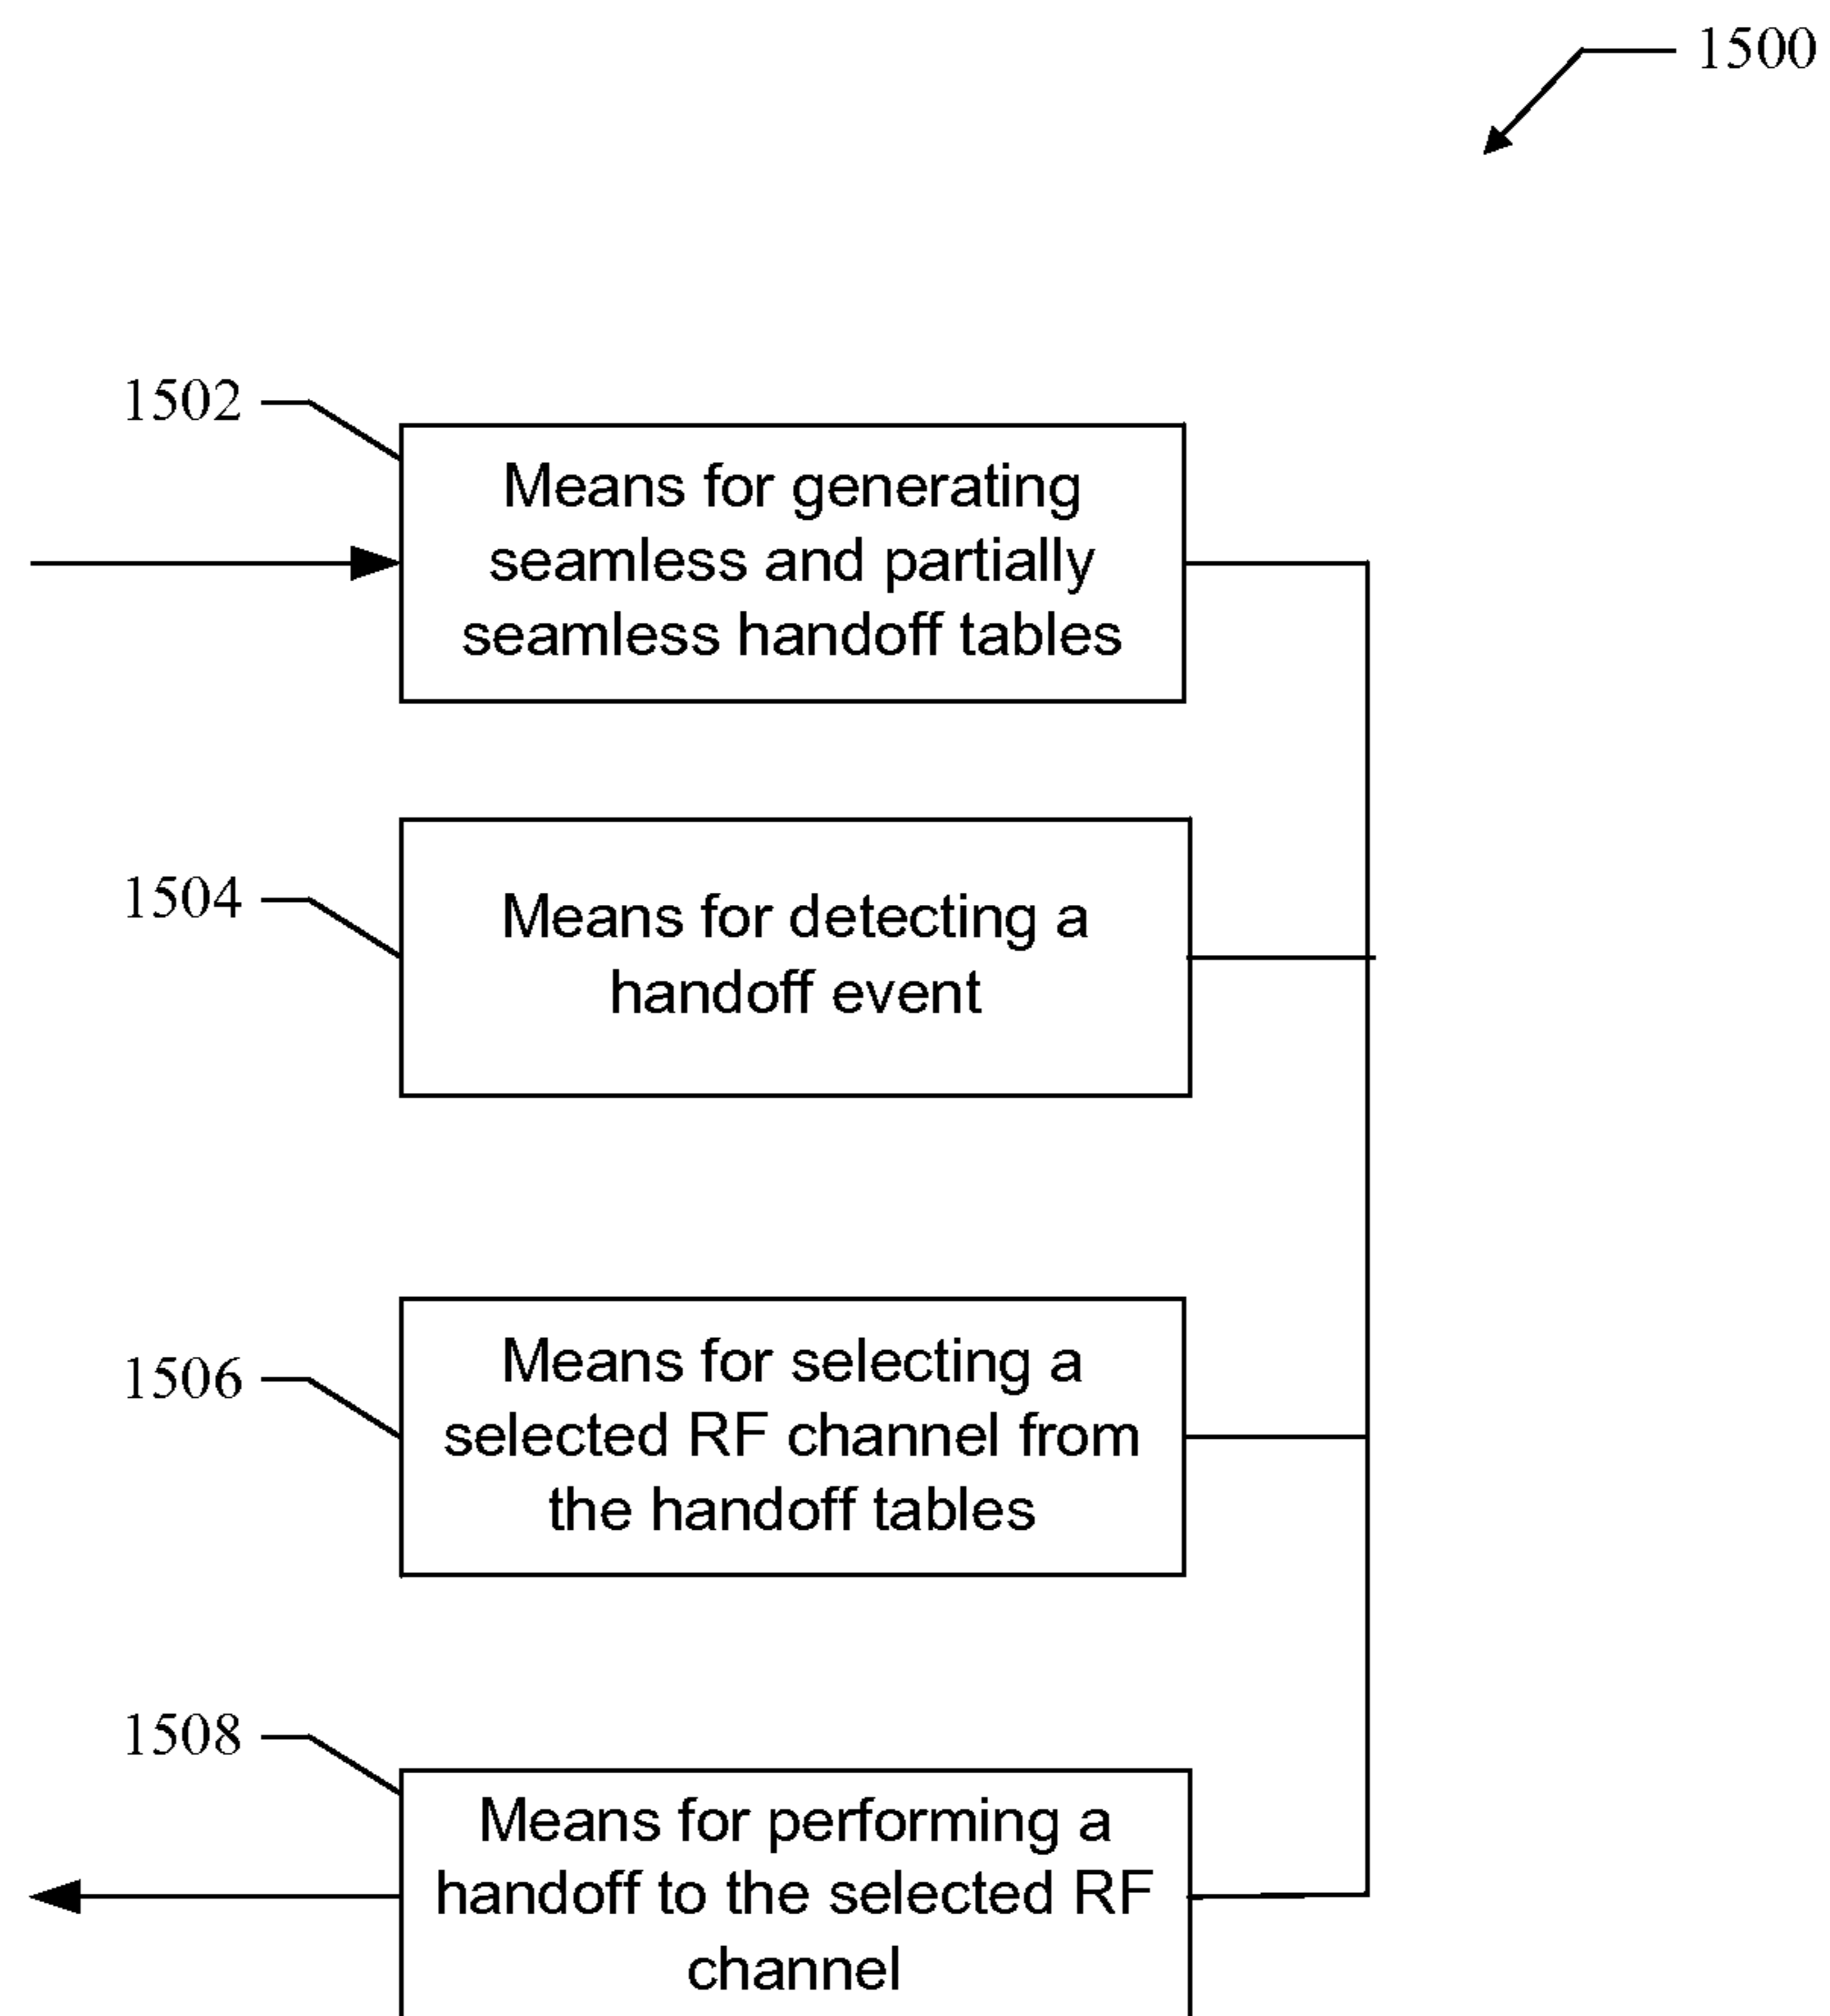 1500
1502
Means for generating
seamless and partially
seamless handoff tables
1504
Means for detecting a
handoff event
1506
Means for selecting a
selected RF channel from
the handoff tables
1508
Means for performing a
handoff to the selected RF
channel